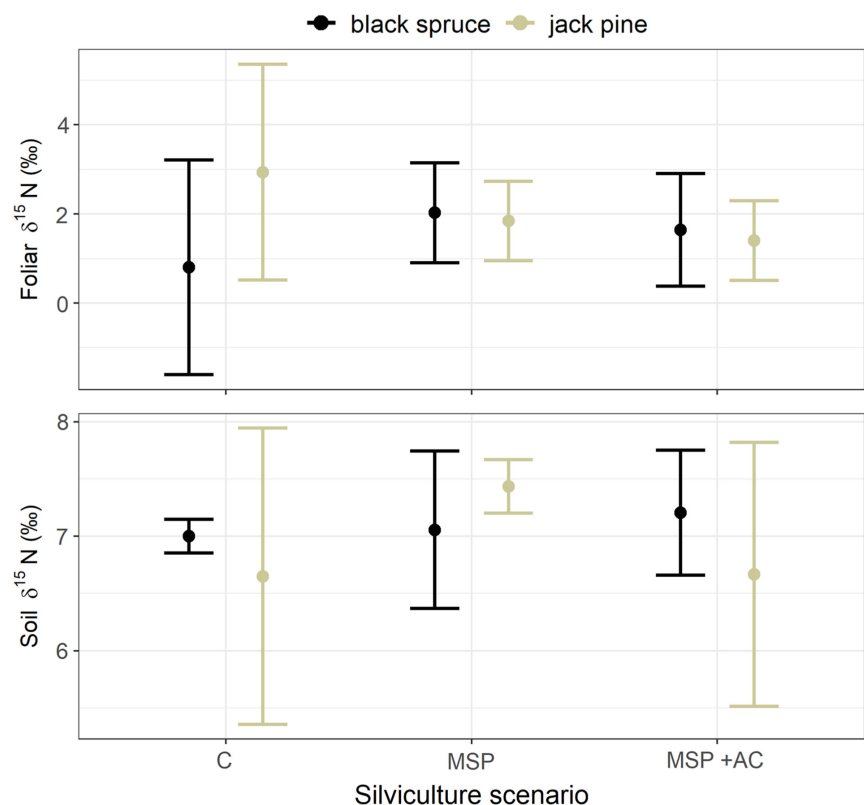 black spruce jack pine
Foliar δ¹⁵ N (‰)
4
2
0
Soil δ¹⁵ N (‰)
8
7
6
C MSP MSP +AC
Silviculture scenario